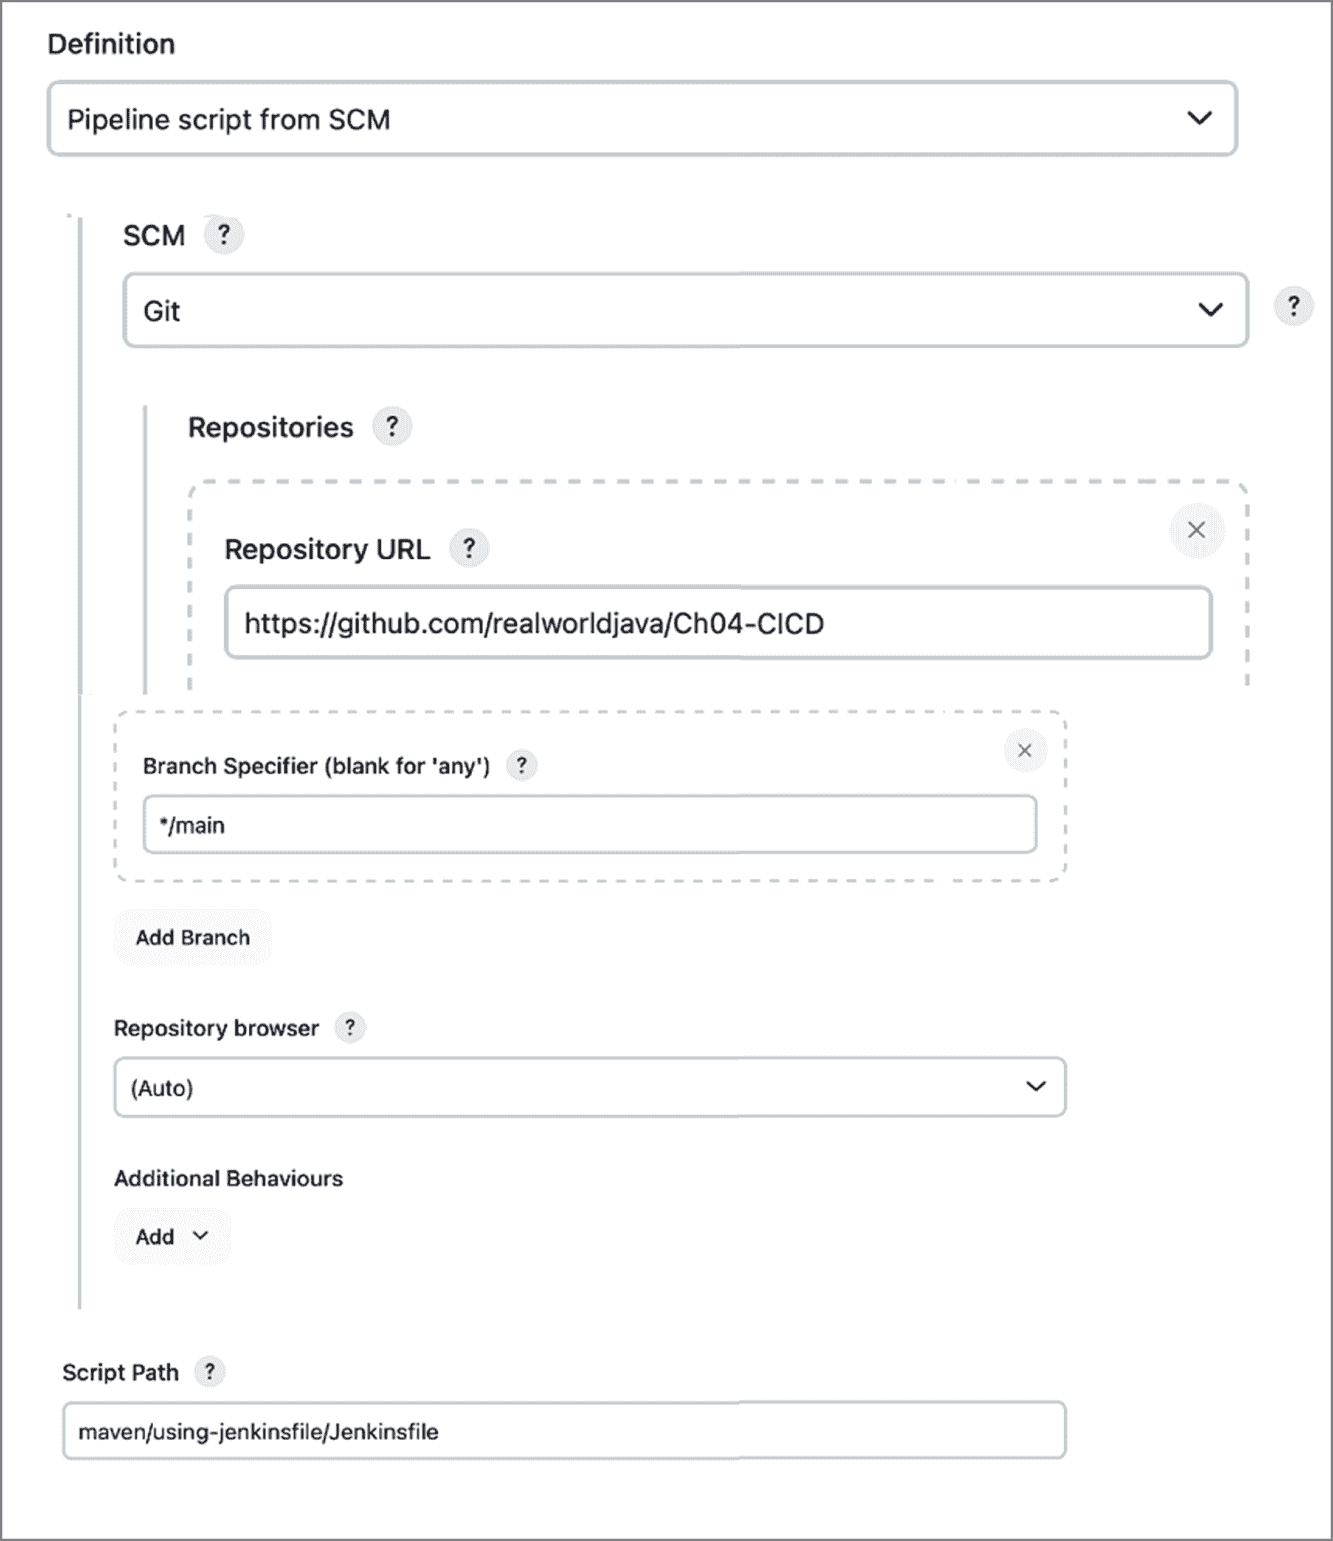 Definition
Pipeline script from SCM
SCM ?
Git
?
Repositories ?
Repository URL ?
https://github.com/realworldjava/Ch04-CICD
Branch Specifier (blank for 'any') ?
*/main
Add Branch
Repository browser ?
(Auto)
Additional Behaviours
Add
Script Path ?
maven/using-jenkinsfile/Jenkinsfile